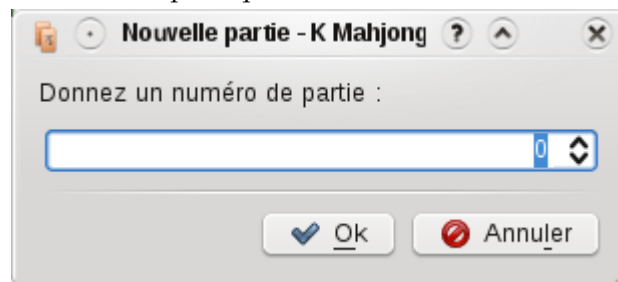 Nouvelle partie - K Mahjong
Donnez un numéro de partie :
0
Ok
Annuler